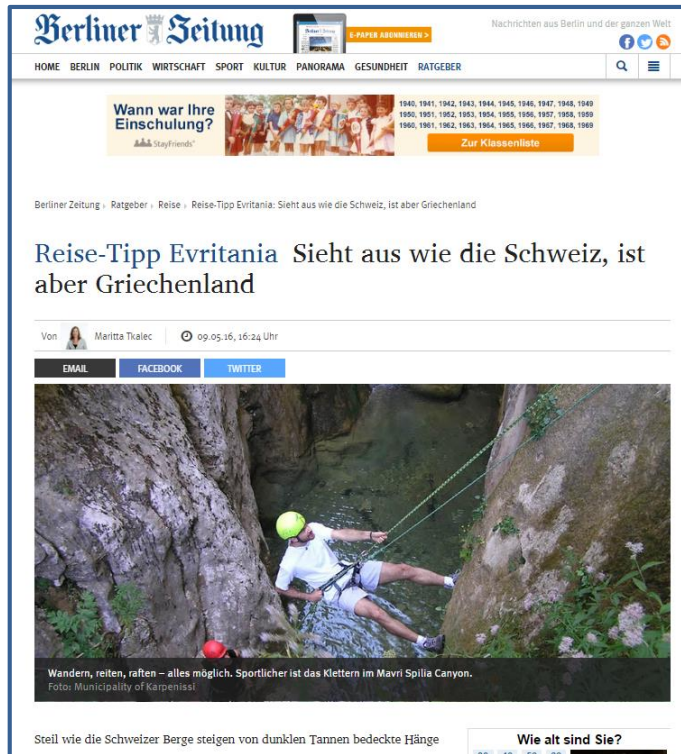 Berliner Zeitung
E-PAPER ABONNIEREN >
Nachrichten aus Berlin und der ganzen Welt
HOME BERLIN POLITIK WIRTSCHAFT SPORT KULTUR PANORAMA GESUNDHEIT RATGEBER
Wann war Ihre
Einschulung?
StayFriends
1940, 1941, 1942, 1943, 1944, 1945, 1946, 1947, 1948, 1949
1950, 1951, 1952, 1953, 1954, 1955, 1956, 1957, 1958, 1959
1960, 1961, 1962, 1963, 1964, 1965, 1966, 1967, 1968, 1969
Zur Klassenliste
Berliner Zeitung › Ratgeber › Reise › Reise-Tipp Evritania: Sieht aus wie die Schweiz, ist aber Griechenland
Reise-Tipp Evritania Sieht aus wie die Schweiz, ist
aber Griechenland
Von Maritta Tkalec 09.05.16, 16:24 Uhr
EMAIL FACEBOOK TWITTER
Wandern, reiten, raften – alles möglich. Sportlicher ist das Klettern im Mavri Spilia Canyon.
Foto: Municipality of Karpenissi
Steil wie die Schweizer Berge steigen von dunklen Tannen bedeckte Hänge
Wie alt sind Sie?